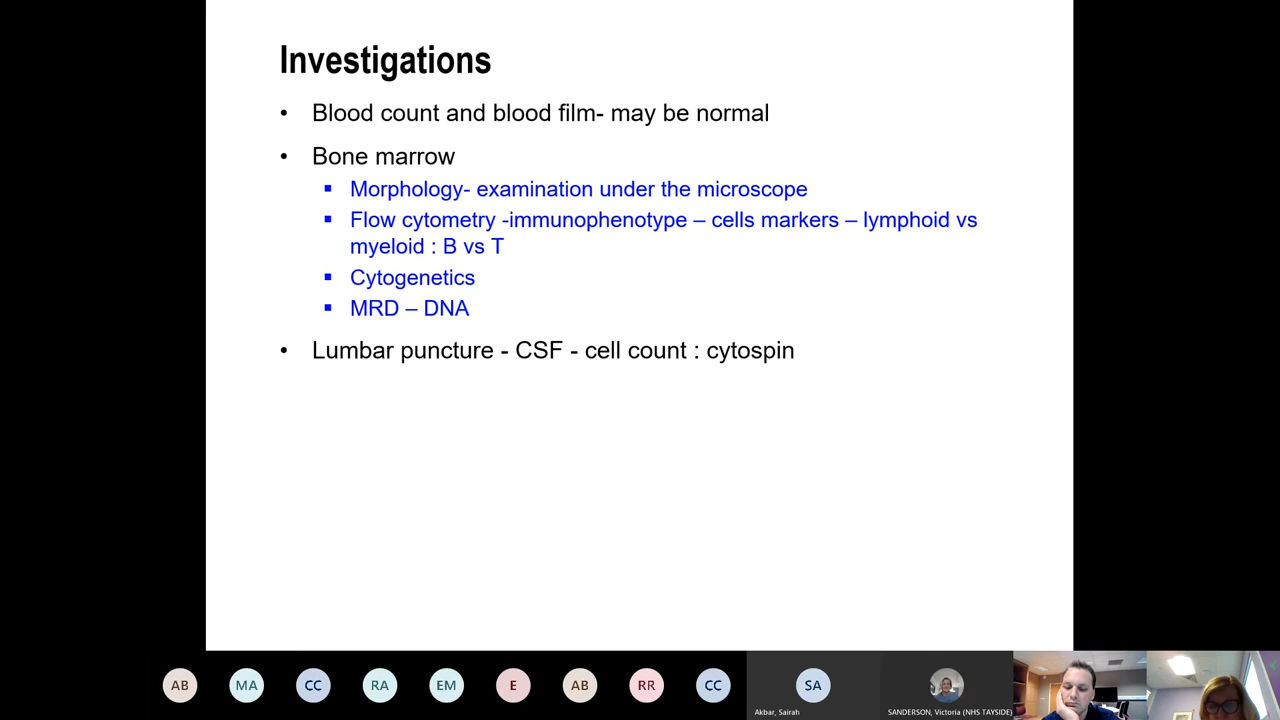 Investigations
• Blood count and blood film- may be normal
• Bone marrow
▪ Morphology- examination under the microscope
▪ Flow cytometry -immunophenotype – cells markers – lymphoid vs
myeloid : B vs T
▪ Cytogenetics
▪ MRD – DNA
• Lumbar puncture - CSF - cell count : cytospin
AB MA CC RA EM E AB RR CC SA
Akbar, Sairah SANDERSON, Victoria (NHS TAYSIDE)